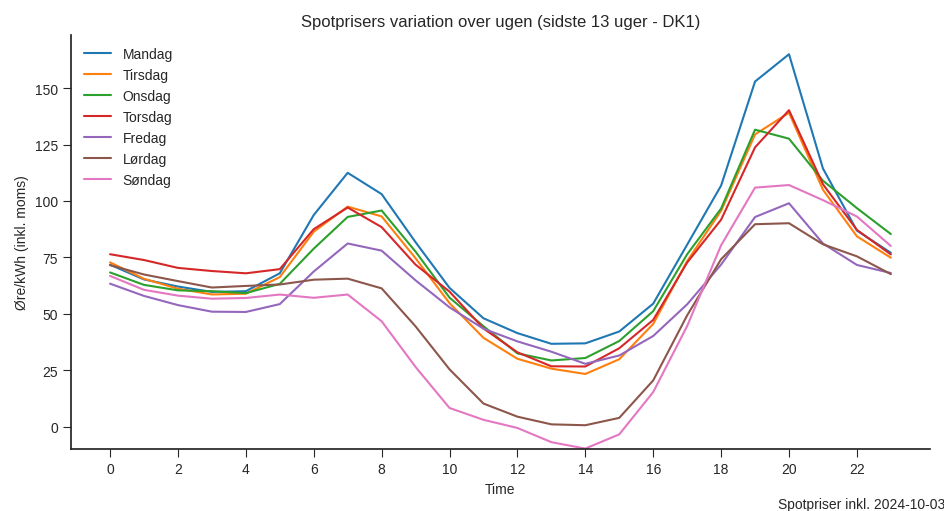 Spotprisers variation over ugen (sidste 13 uger - DK1)
Mandag
Tirsdag
Onsdag
Torsdag
Fredag
Lørdag
Søndag
Øre/kWh (inkl. moms)
150
125
100
75
50
25
0
0 2 4 6 8 10 12 14 16 18 20 22
Time
Spotpriser inkl. 2024-10-03